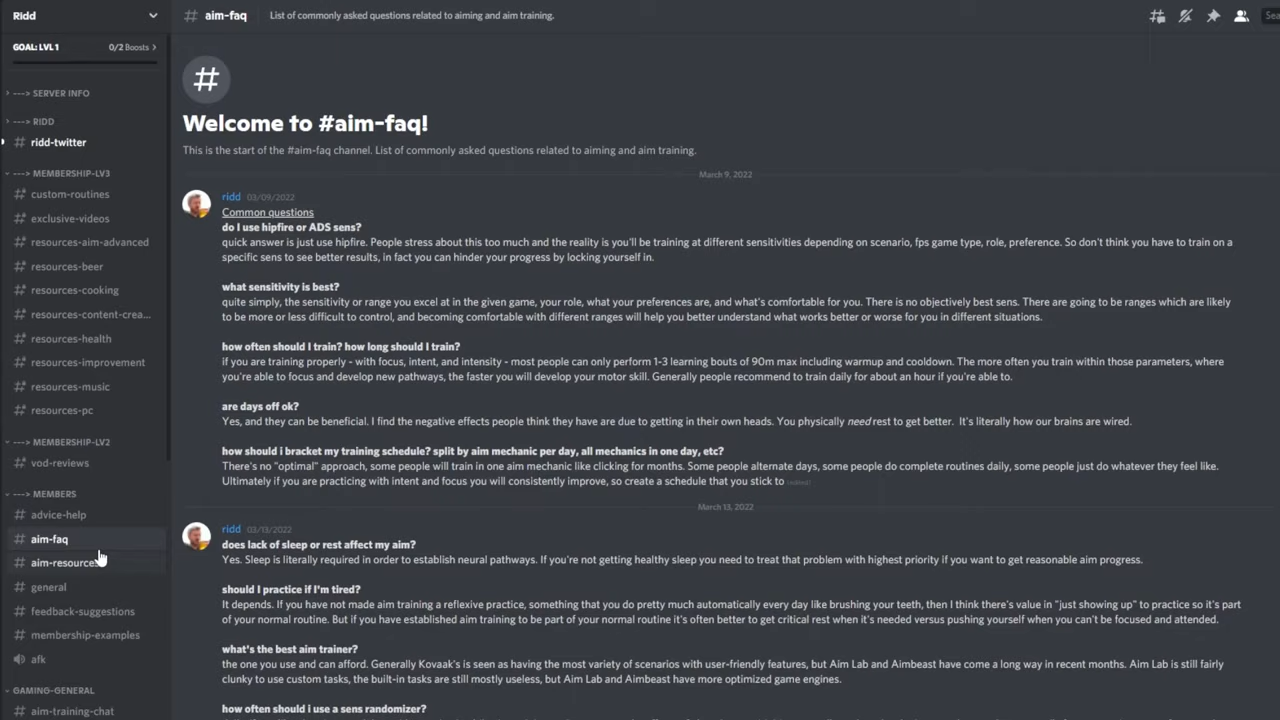 Ridd
GOAL: LVL 1
0/2 Boosts
---> SERVER INFO
---> RIDD
ridd-twitter
---> MEMBERSHIP-LV3
custom-routines
exclusive-videos
resources-aim-advanced
resources-beer
resources-cooking
resources-content-crea...
resources-health
resources-improvement
resources-music
resources-pc
---> MEMBERSHIP-LV2
vod-reviews
---> MEMBERS
advice-help
aim-faq
aim-resources
general
feedback-suggestions
membership-examples
afk
GAMING-GENERAL
aim-training-chat
# aim-faq
List of commonly asked questions related to aiming and aim training.
Sea
#
Welcome to #aim-faq!
This is the start of the #aim-faq channel. List of commonly asked questions related to aiming and aim training.
March 9, 2022
ridd 03/09/2022
Common questions
do I use hipfire or ADS sens?
quick answer is just use hipfire. People stress about this too much and the reality is you'll be training at different sensitivities depending on scenario, fps game type, role, preference. So don't think you have to train on a
specific sens to see better results, in fact you can hinder your progress by locking yourself in.
what sensitivity is best?
quite simply, the sensitivity or range you excel at in the given game, your role, what your preferences are, and what's comfortable for you. There is no objectively best sens. There are going to be ranges which are likely
to be more or less difficult to control, and becoming comfortable with different ranges will help you better understand what works better or worse for you in different situations.
how often should I train? how long should I train?
if you are training properly - with focus, intent, and intensity - most people can only perform 1-3 learning bouts of 90m max including warmup and cooldown. The more often you train within those parameters, where
you're able to focus and develop new pathways, the faster you will develop your motor skill. Generally people recommend to train daily for about an hour if you're able to.
are days off ok?
Yes, and they can be beneficial. I find the negative effects people think they have are due to getting in their own heads. You physically need rest to get better. It's literally how our brains are wired.
how should i bracket my training schedule? split by aim mechanic per day, all mechanics in one day, etc?
There's no "optimal" approach, some people will train in one aim mechanic like clicking for months. Some people alternate days, some people do complete routines daily, some people just do whatever they feel like.
Ultimately if you are practicing with intent and focus you will consistently improve, so create a schedule that you stick to (edited)
March 13, 2022
ridd 03/13/2022
does lack of sleep or rest affect my aim?
Yes. Sleep is literally required in order to establish neural pathways. If you're not getting healthy sleep you need to treat that problem with highest priority if you want to get reasonable aim progress.
should I practice if I'm tired?
It depends. If you have not made aim training a reflexive practice, something that you do pretty much automatically every day like brushing your teeth, then I think there's value in "just showing up" to practice so it's part
of your normal routine. But if you have established aim training to be part of your normal routine it's often better to get critical rest when it's needed versus pushing yourself when you can't be focused and attended.
what's the best aim trainer?
the one you use and can afford. Generally Kovaak's is seen as having the most variety of scenarios with user-friendly features, but Aim Lab and Aimbeast have come a long way in recent months. Aim Lab is still fairly
clunky to use custom tasks, the built-in tasks are still mostly useless, but Aim Lab and Aimbeast have more optimized game engines.
how often should i use a sens randomizer?